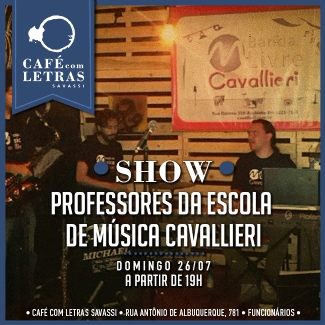 CAFÉ com
LETRAS
SAVASSI
Banda
Cavallieri
SHOW
PROFESSORES DA ESCOLA
DE MÚSICA CAVALLIERI
DOMINGO 26/07
A PARTIR DE 19H
• CAFÉ COM LETRAS SAVASSI • RUA ANTÔNIO DE ALBUQUERQUE, 781 • FUNCIONÁRIOS •